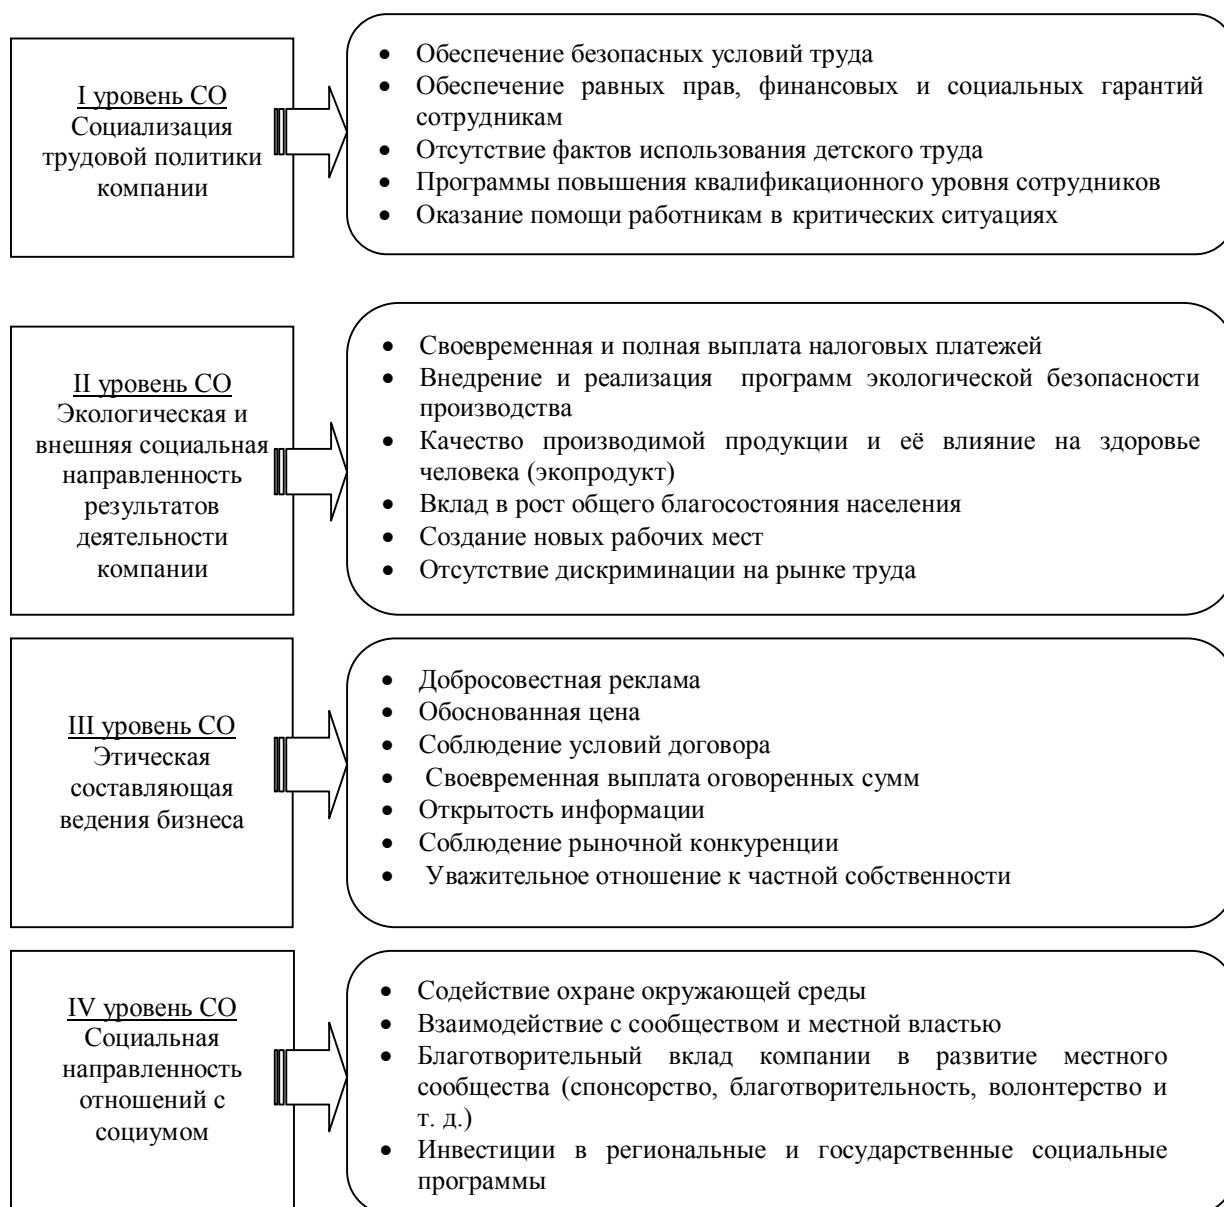 I уровень СО
Социализация
трудовой политики
компании
• Обеспечение безопасных условий труда
• Обеспечение равных прав, финансовых и социальных гарантий
сотрудникам
• Отсутствие фактов использования детского труда
• Программы повышения квалификационного уровня сотрудников
• Оказание помощи работникам в критических ситуациях
II уровень СО
Экологическая и
внешняя социальная
направленность
результатов
деятельности
компании
• Своевременная и полная выплата налоговых платежей
• Внедрение и реализация программ экологической безопасности
производства
• Качество производимой продукции и её влияние на здоровье
человека (экопродукт)
• Вклад в рост общего благосостояния населения
• Создание новых рабочих мест
• Отсутствие дискриминации на рынке труда
III уровень СО
Этическая
составляющая
ведения бизнеса
• Добросовестная реклама
• Обоснованная цена
• Соблюдение условий договора
• Своевременная выплата оговоренных сумм
• Открытость информации
• Соблюдение рыночной конкуренции
• Уважительное отношение к частной собственности
IV уровень СО
Социальная
направленность
отношений с
социумом
• Содействие охране окружающей среды
• Взаимодействие с сообществом и местной властью
• Благотворительный вклад компании в развитие местного
сообщества (спонсорство, благотворительность, волонтерство и
т. д.)
• Инвестиции в региональные и государственные социальные
программы